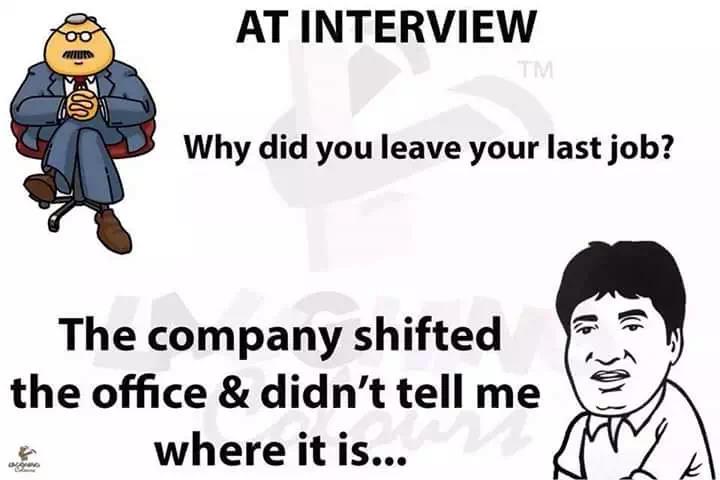 AT INTERVIEW
TM
Why did you leave your last job?
The company shifted
the office & didn't tell me
where it is...
Colours